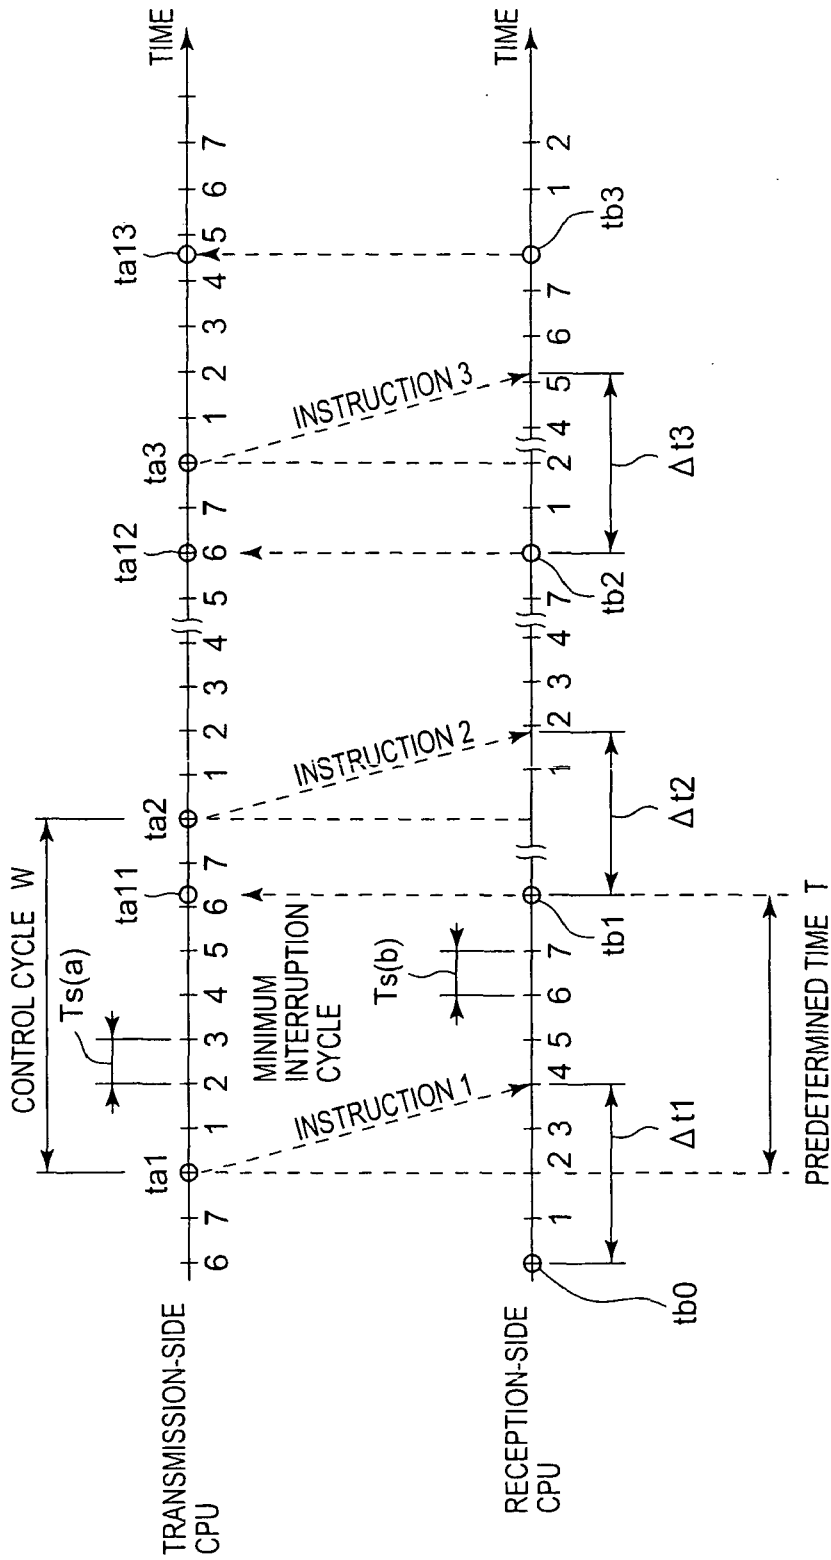 CONTROL CYCLE W
Ts(a)
ta1 ta11 ta2 ta12 ta3 ta13
TIME
TRANSMISSION-SIDE
CPU
6 7 1 2 3 4 5 6 7 1 2 3 4 5 6 7 1 2 3 4 5 6 7
MINIMUM
INTERRUPTION
CYCLE
INSTRUCTION 1
INSTRUCTION 2
INSTRUCTION 3
Ts(b)
TIME
RECEPTION-SIDE
CPU
1 2 3 4 5 6 7 1 2 3 4 7 1 2 4 5 6 7 1 2
tb0 tb1 tb2 tb3
Δt1 Δt2 Δt3
PREDETERMINED TIME T